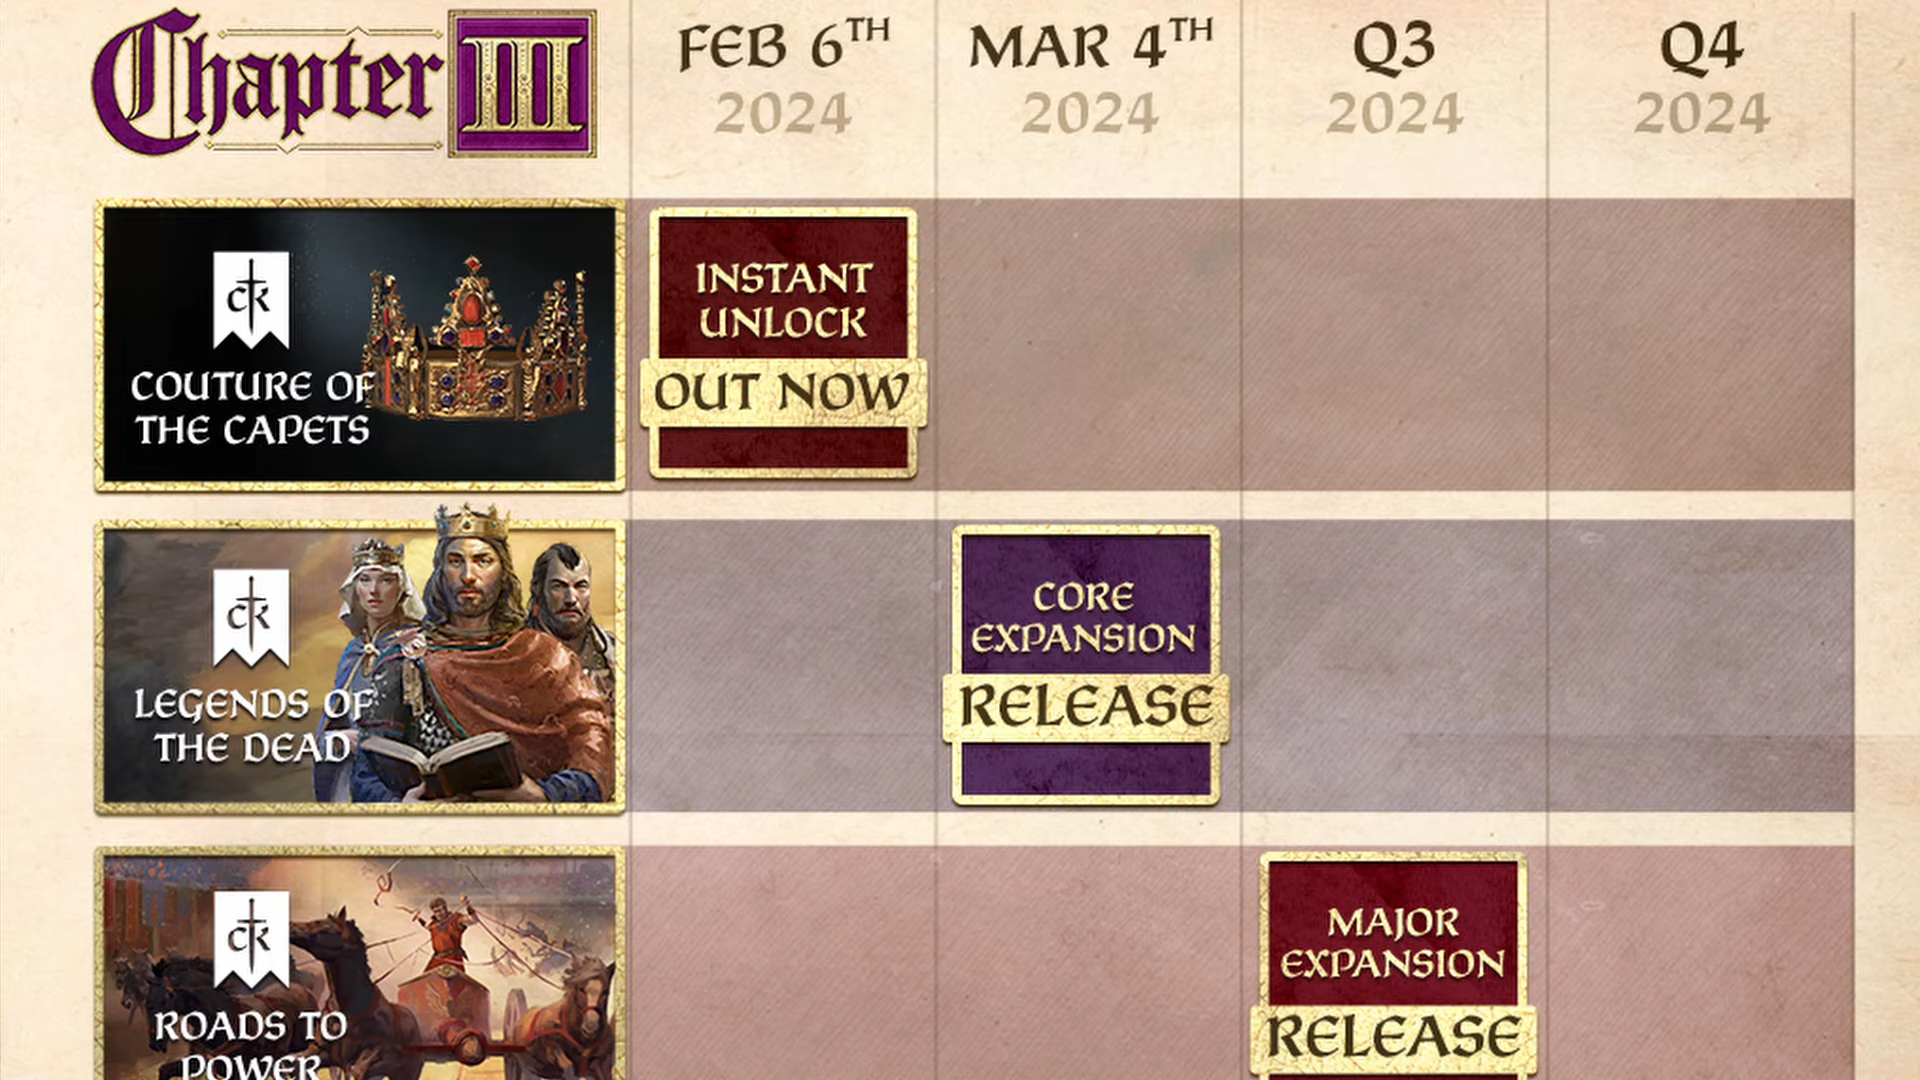 Chapter III
FEB 6TH
2024
MAR 4TH
2024
Q3
2024
Q4
2024
CK
COUTURE OF
THE CAPETS
INSTANT
UNLOCK
OUT NOW
CK
LEGENDS OF
THE DEAD
CORE
EXPANSION
RELEASE
CK
ROADS TO
POWER
MAJOR
EXPANSION
RELEASE